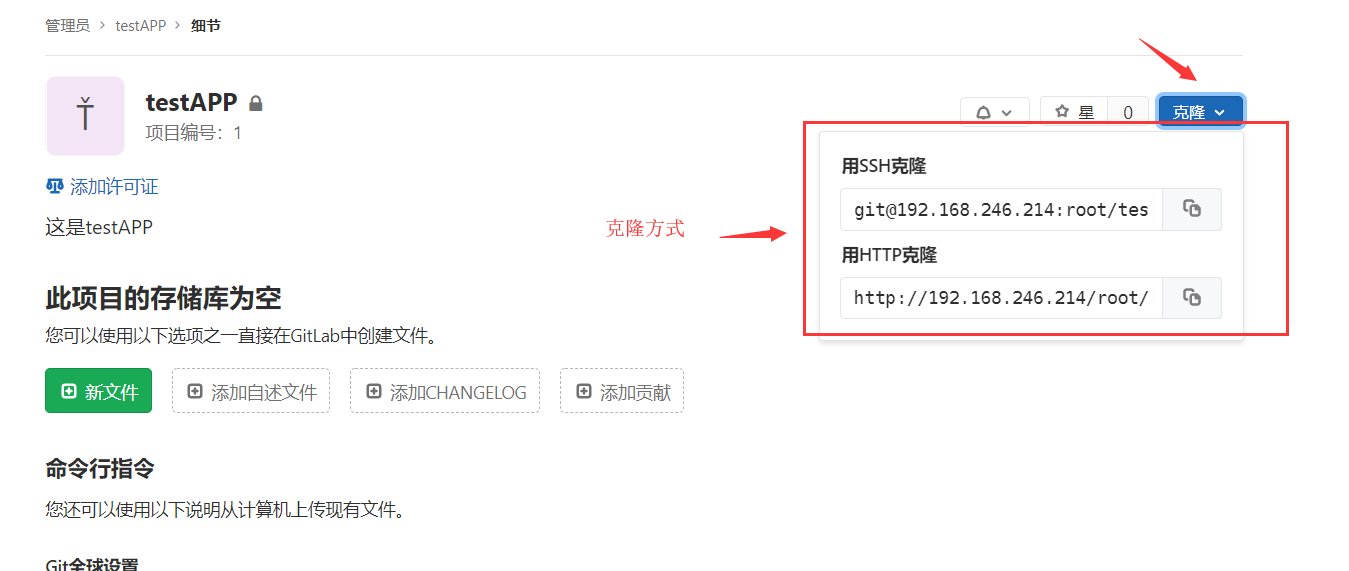 管理员 > testAPP > 细节
Ť
testAPP
项目编号：1
星 0
克隆
添加许可证
这是testAPP
克隆方式
用SSH克隆
git@192.168.246.214:root/tes
用HTTP克隆
http://192.168.246.214/root/
此项目的存储库为空
您可以使用以下选项之一直接在GitLab中创建文件。
新文件 添加自述文件 添加CHANGELOG 添加贡献
命令行指令
您还可以使用以下说明从计算机上传现有文件。
Git全球设置